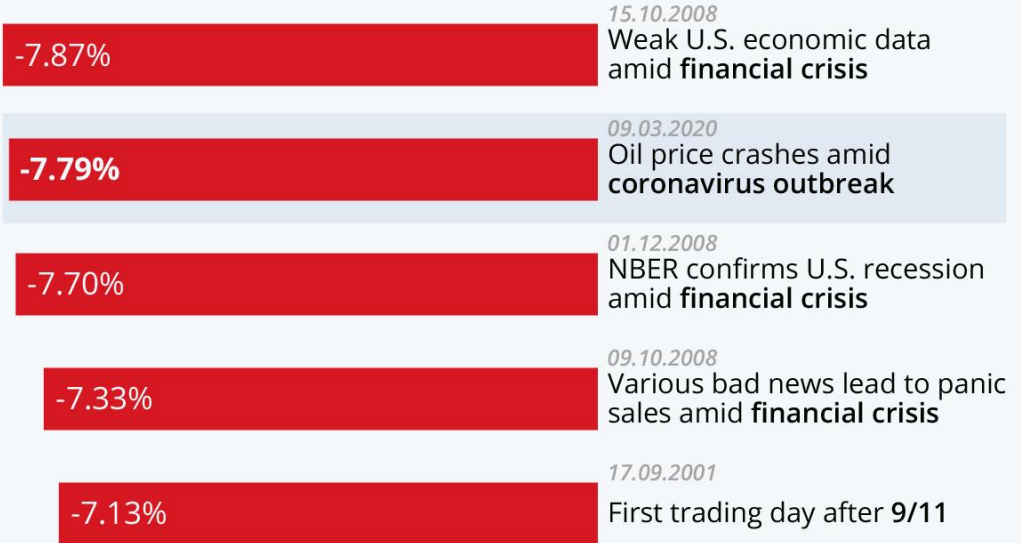 15.10.2008
-7.87%
Weak U.S. economic data
amid financial crisis
09.03.2020
-7.79%
Oil price crashes amid
coronavirus outbreak
01.12.2008
-7.70%
NBER confirms U.S. recession
amid financial crisis
09.10.2008
-7.33%
Various bad news lead to panic
sales amid financial crisis
17.09.2001
-7.13%
First trading day after 9/11